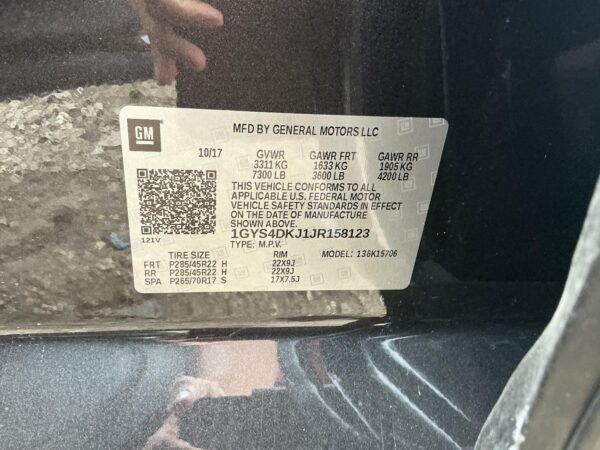 GM
MFD BY GENERAL MOTORS LLC
10/17 GVWR GAWR FRT GAWR RR
3311 KG 1633 KG 1905 KG
7300 LB 3600 LB 4200 LB
THIS VEHICLE CONFORMS TO ALL
APPLICABLE U.S. FEDERAL MOTOR
VEHICLE SAFETY STANDARDS IN EFFECT
ON THE DATE OF MANUFACTURE
SHOWN ABOVE.
1GYS4DKJ1JR158123
121V TYPE: M.P.V.
TIRE SIZE RIM MODEL: 136K15706
FRT P285/45R22 H 22X9J
RR P285/45R22 H 22X9J
SPA P265/70R17 S 17X7.5J